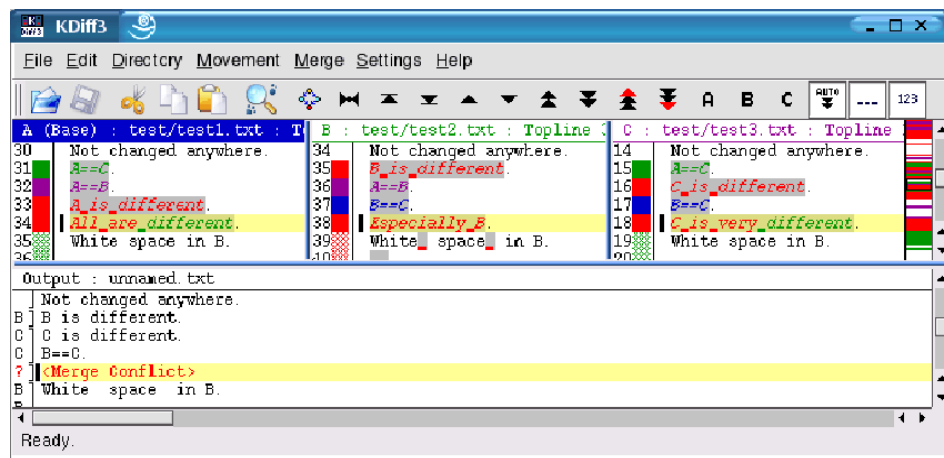 KDiff3
File Edit Directory Movement Merge Settings Help
A B C AUTO --- 123
A (Base) : test/test1.txt : T
30 Not changed anywhere.
31 A==C.
32 A==B.
33 A_is_different.
34 All_are_different.
35 White space in B.
36
B : test/test2.txt : Topline
34 Not changed anywhere.
35 B_is_different.
36 A==B.
37 B==C.
38 Especially_B.
39 White_ space_ in B.
40
C : test/test3.txt : Topline
14 Not changed anywhere.
15 A==C.
16 C_is_different.
17 B==C.
18 C_is_very_different.
19 White space in B.
20
Output : unnamed.txt
Not changed anywhere.
B B is different.
C C is different.
C B==C.
? <Merge Conflict>
B White space in B.
B
Ready.